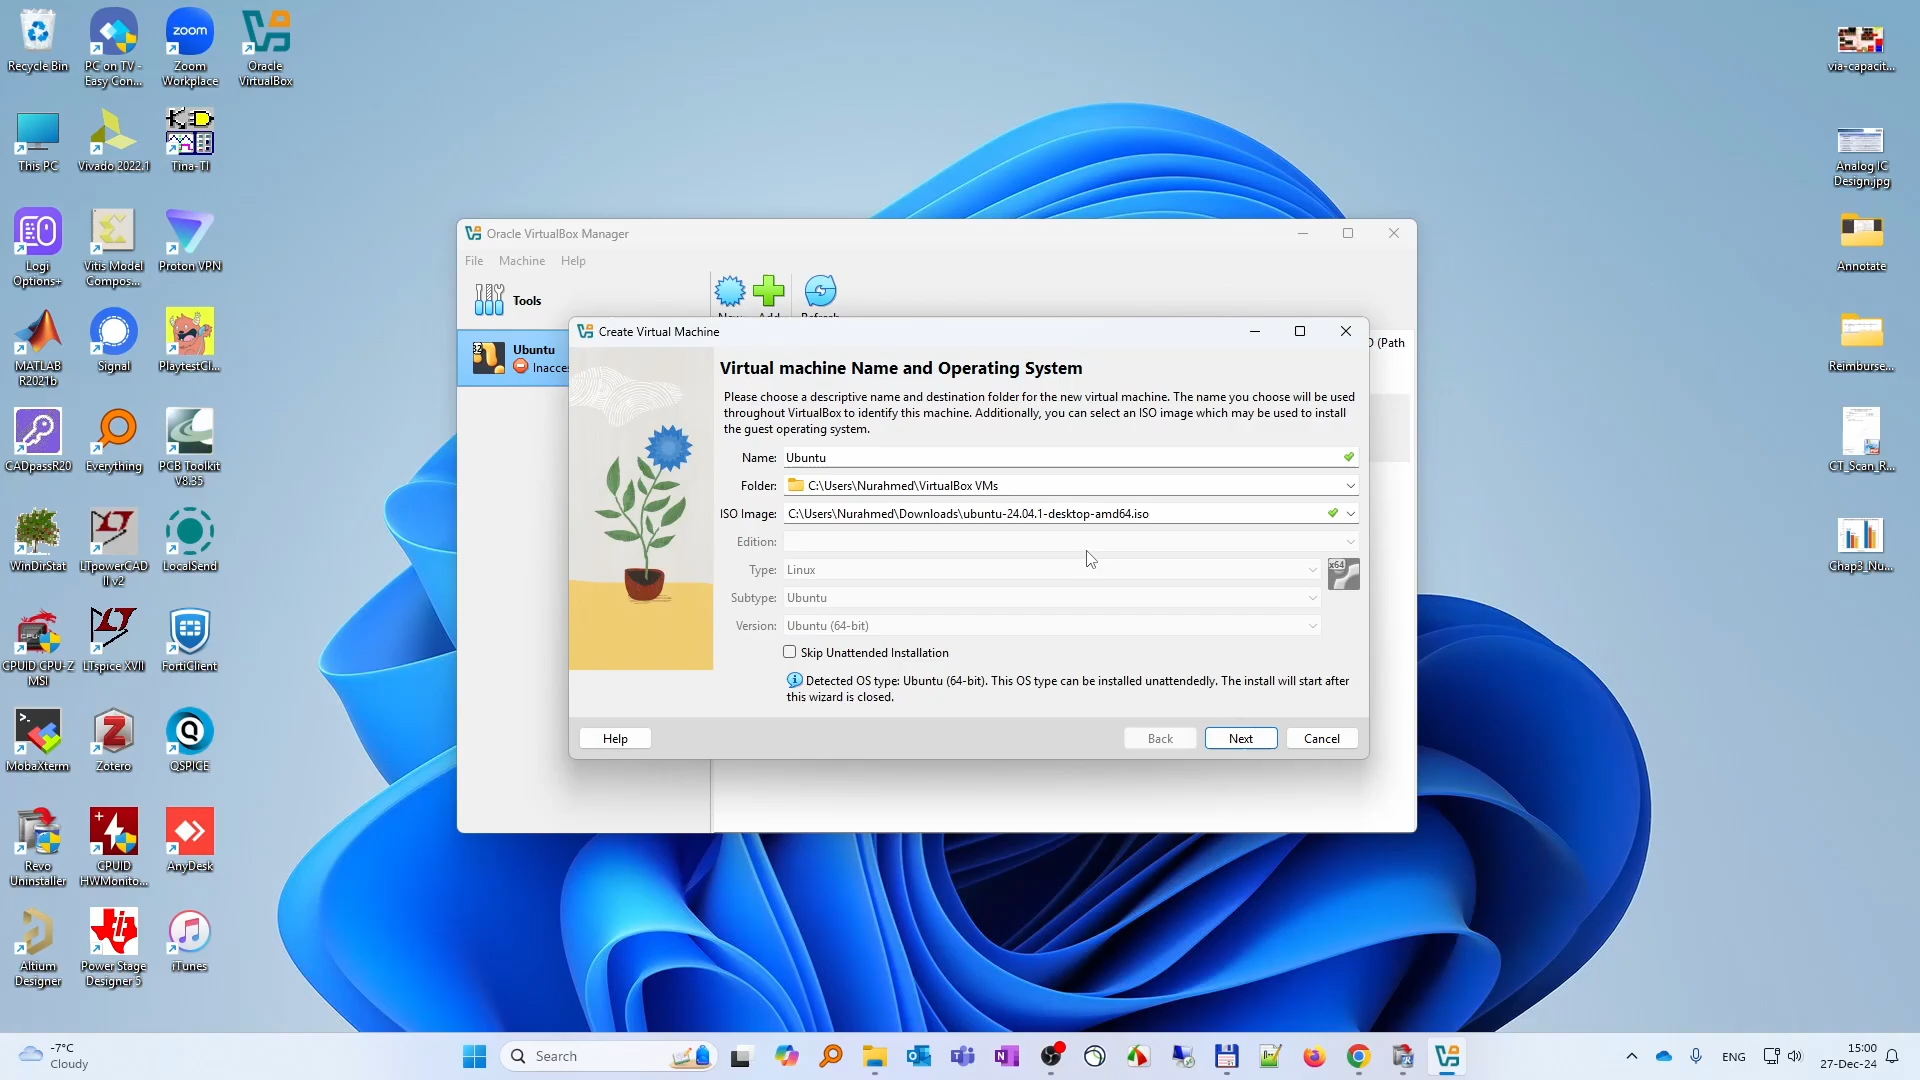 Recycle Bin
PC on TV -
Easy Con...
zoom
Zoom
Workplace
Oracle
VirtualBox
This PC
Vivado 2022.1
Tina-TI
Logi
Options+
Vitis Model
Compos...
Proton VPN
MATLAB
R2021b
Signal
PlaytestCl...
CADpassR20
Everything
PCB Toolkit
V8.35
WinDirStat
LTpowerCAD
II v2
LocalSend
CPUID CPU-Z
MSI
LTspice XVII
FortiClient
MobaXterm
Zotero
QSPICE
Revo
Uninstaller
CPUID
HWMonito...
AnyDesk
Altium
Designer
Power Stage
Designer 5
iTunes
via-capacit...
Analog IC
Design.jpg
Annotate
Reimburse...
CT_Scan_R...
Chap3_Nu...
Oracle VirtualBox Manager
File Machine Help
Tools
Ubuntu
Inacces
(Path
Create Virtual Machine
Virtual machine Name and Operating System
Please choose a descriptive name and destination folder for the new virtual machine. The name you choose will be used
throughout VirtualBox to identify this machine. Additionally, you can select an ISO image which may be used to install
the guest operating system.
Name: Ubuntu
Folder: C:\Users\Nurahmed\VirtualBox VMs
ISO Image: C:\Users\Nurahmed\Downloads\ubuntu-24.04.1-desktop-amd64.iso
Edition:
Type: Linux
x64
Subtype: Ubuntu
Version: Ubuntu (64-bit)
Skip Unattended Installation
Detected OS type: Ubuntu (64-bit). This OS type can be installed unattendedly. The install will start after
this wizard is closed.
Help Back Next Cancel
-7°C
Cloudy
Search
ENG
15:00
27-Dec-24